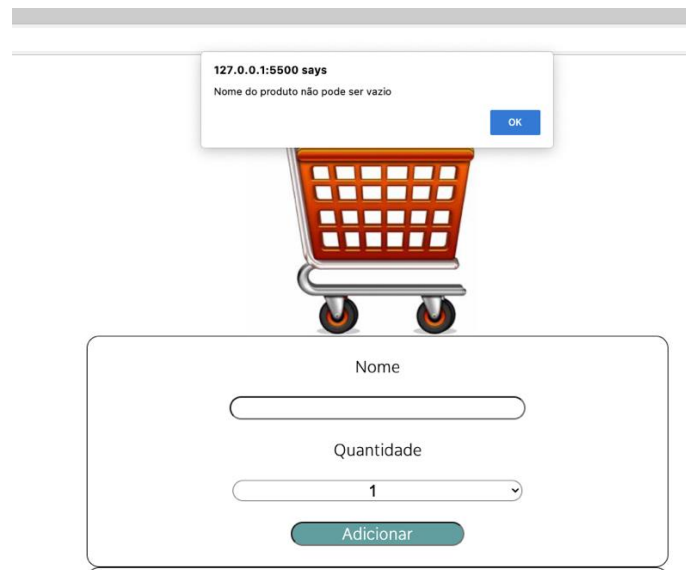 127.0.0.1:5500 says
Nome do produto não pode ser vazio
OK
Nome
Quantidade
1
Adicionar